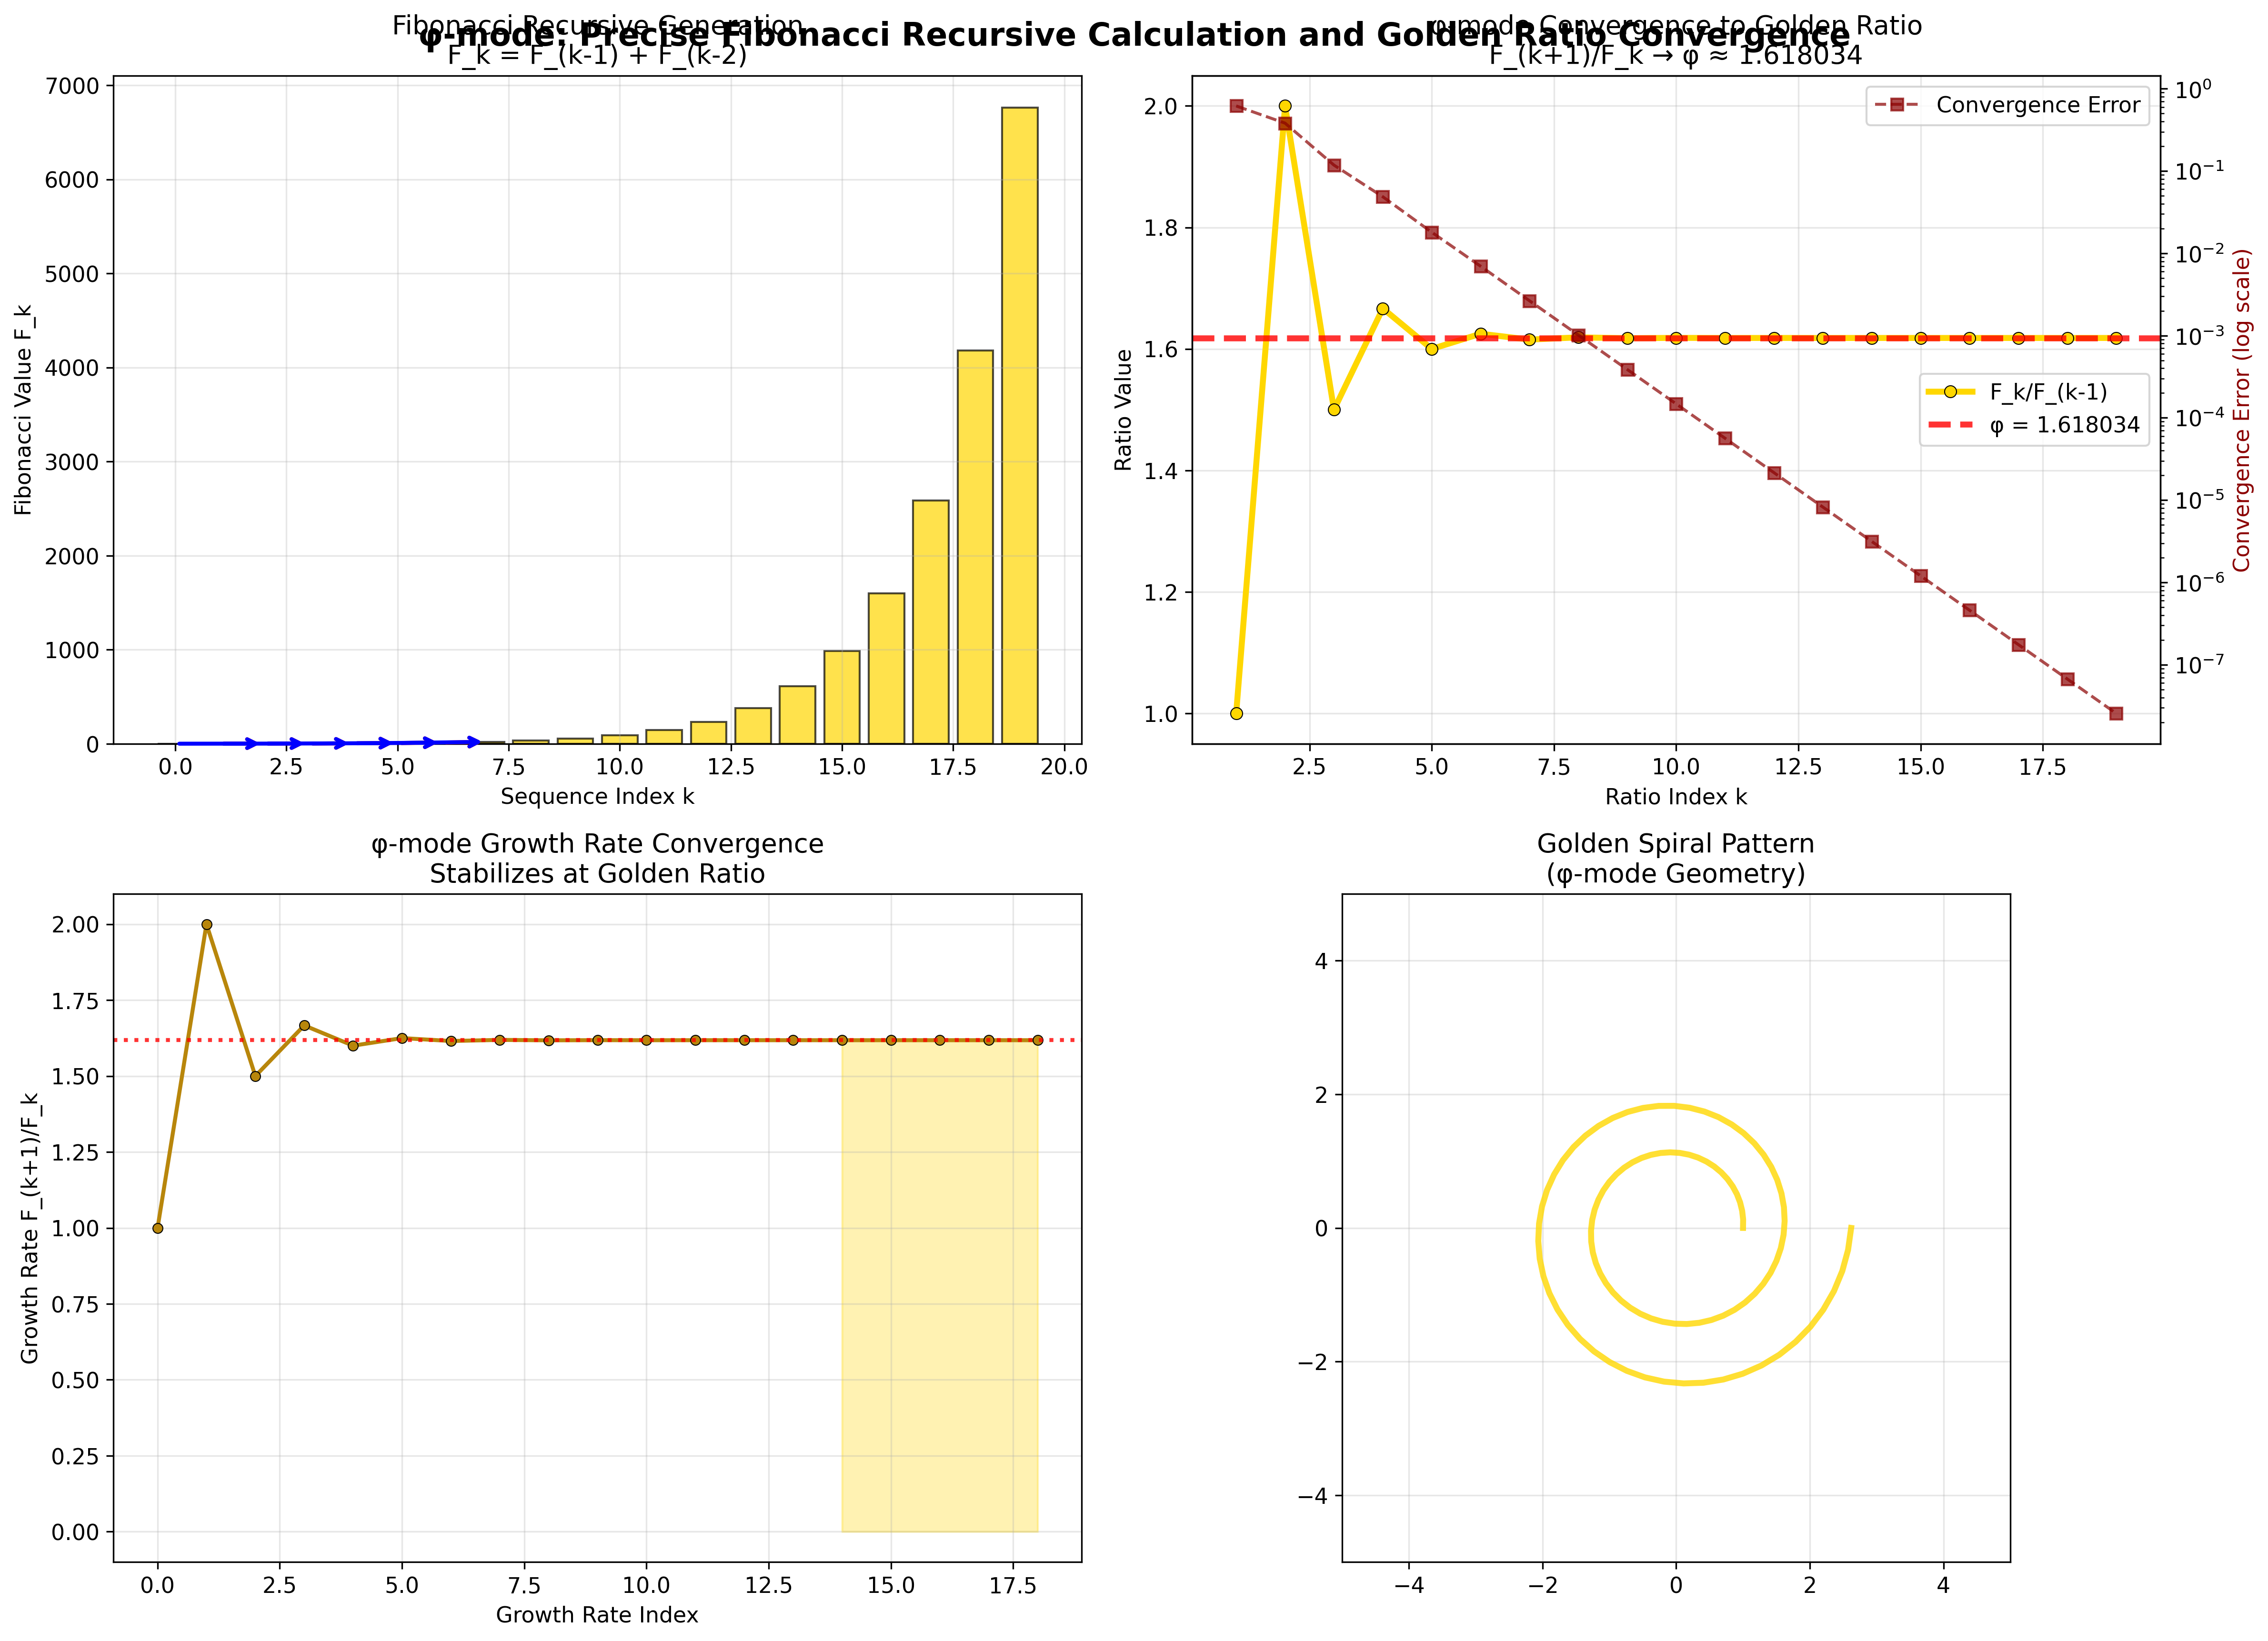 φ-mode: Precise Fibonacci Recursive Calculation and Golden Ratio Convergence
Fibonacci Recursive Generation
F_k = F_(k-1) + F_(k-2)
7000
6000
5000
4000
3000
2000
1000
0
Fibonacci Value F_k
0.0 2.5 5.0 7.5 10.0 12.5 15.0 17.5 20.0
Sequence Index k
φ-mode Convergence to Golden Ratio
F_(k+1)/F_k → φ ≈ 1.618034
2.0
1.8
1.6
1.4
1.2
1.0
Ratio Value
Convergence Error
F_k/F_(k-1)
φ = 1.618034
10⁰
10⁻¹
10⁻²
10⁻³
10⁻⁴
10⁻⁵
10⁻⁶
10⁻⁷
Convergence Error (log scale)
2.5 5.0 7.5 10.0 12.5 15.0 17.5
Ratio Index k
φ-mode Growth Rate Convergence
Stabilizes at Golden Ratio
2.00
1.75
1.50
1.25
1.00
0.75
0.50
0.25
0.00
Growth Rate F_(k+1)/F_k
0.0 2.5 5.0 7.5 10.0 12.5 15.0 17.5
Growth Rate Index
Golden Spiral Pattern
(φ-mode Geometry)
4
2
0
−2
−4
−4 −2 0 2 4